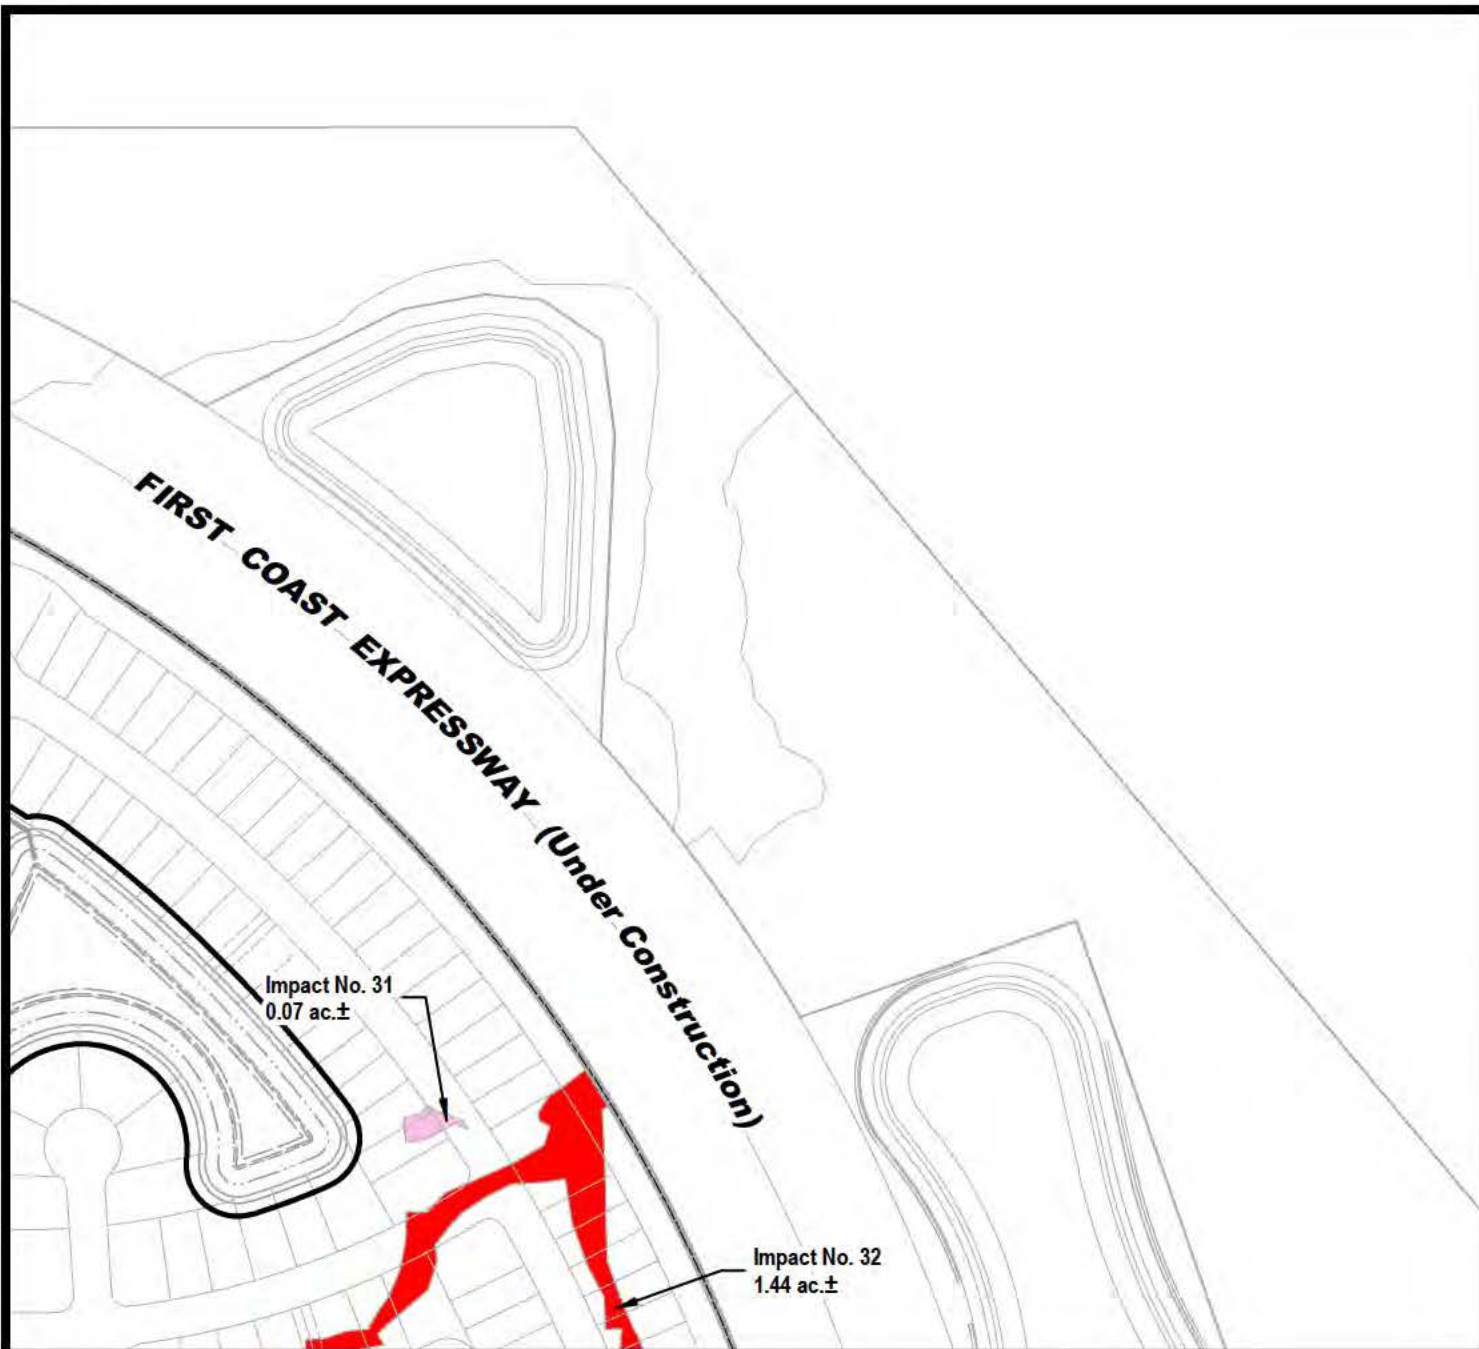 FIRST COAST EXPRESSWAY (Under Construction)
Impact No. 31
0.07 ac.±
Impact No. 32
1.44 ac.±